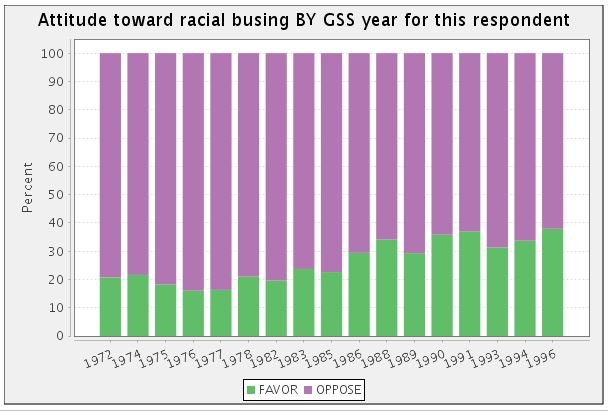 Attitude toward racial busing BY GSS year for this respondent
100
90
80
70
60
50
40
30
20
10
0
Percent
1972 1974 1975 1976 1977 1978 1982 1983 1985 1986 1988 1989 1990 1991 1993 1994 1996
FAVOR OPPOSE